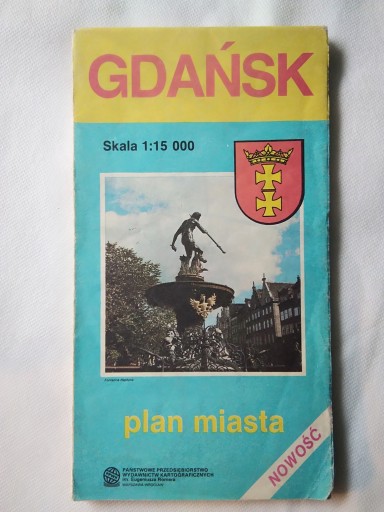 GDAŃSK
Skala 1:15 000
plan miasta
NOWOŚĆ
PAŃSTWOWE PRZEDSIĘBIORSTWO
WYDAWNICTW KARTOGRAFICZNYCH
im. Eugeniusza Romera